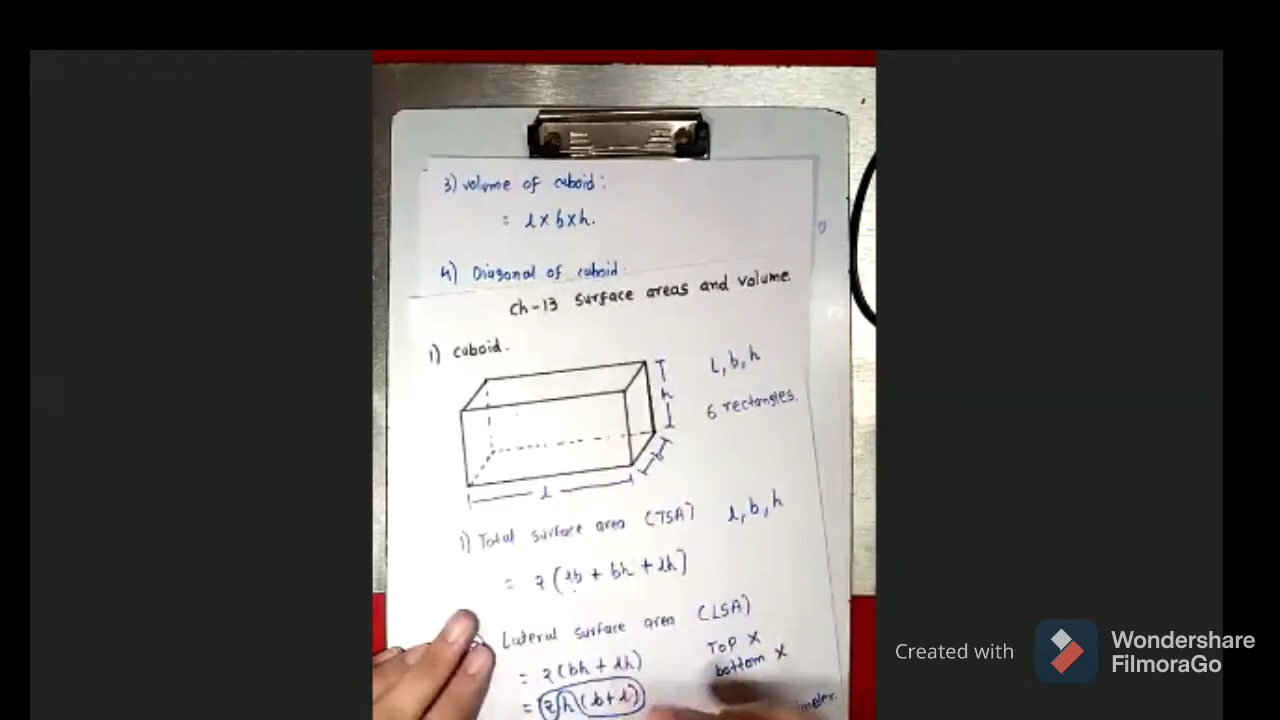 3) volume of cuboid:
= l x b x h.
4) Diagonal of cuboid
Ch-13 Surface areas and volume.
1) cuboid.
L, b, h
6 rectangles.
h
b
l
1) Total surface area (TSA)
l, b, h
= 2 (lb + bh + lh)
Lateral surface area (LSA)
= 2 (bh + lh)
Top x
bottom x
= 2h (b + l)
Created with
Wondershare
FilmoraGo